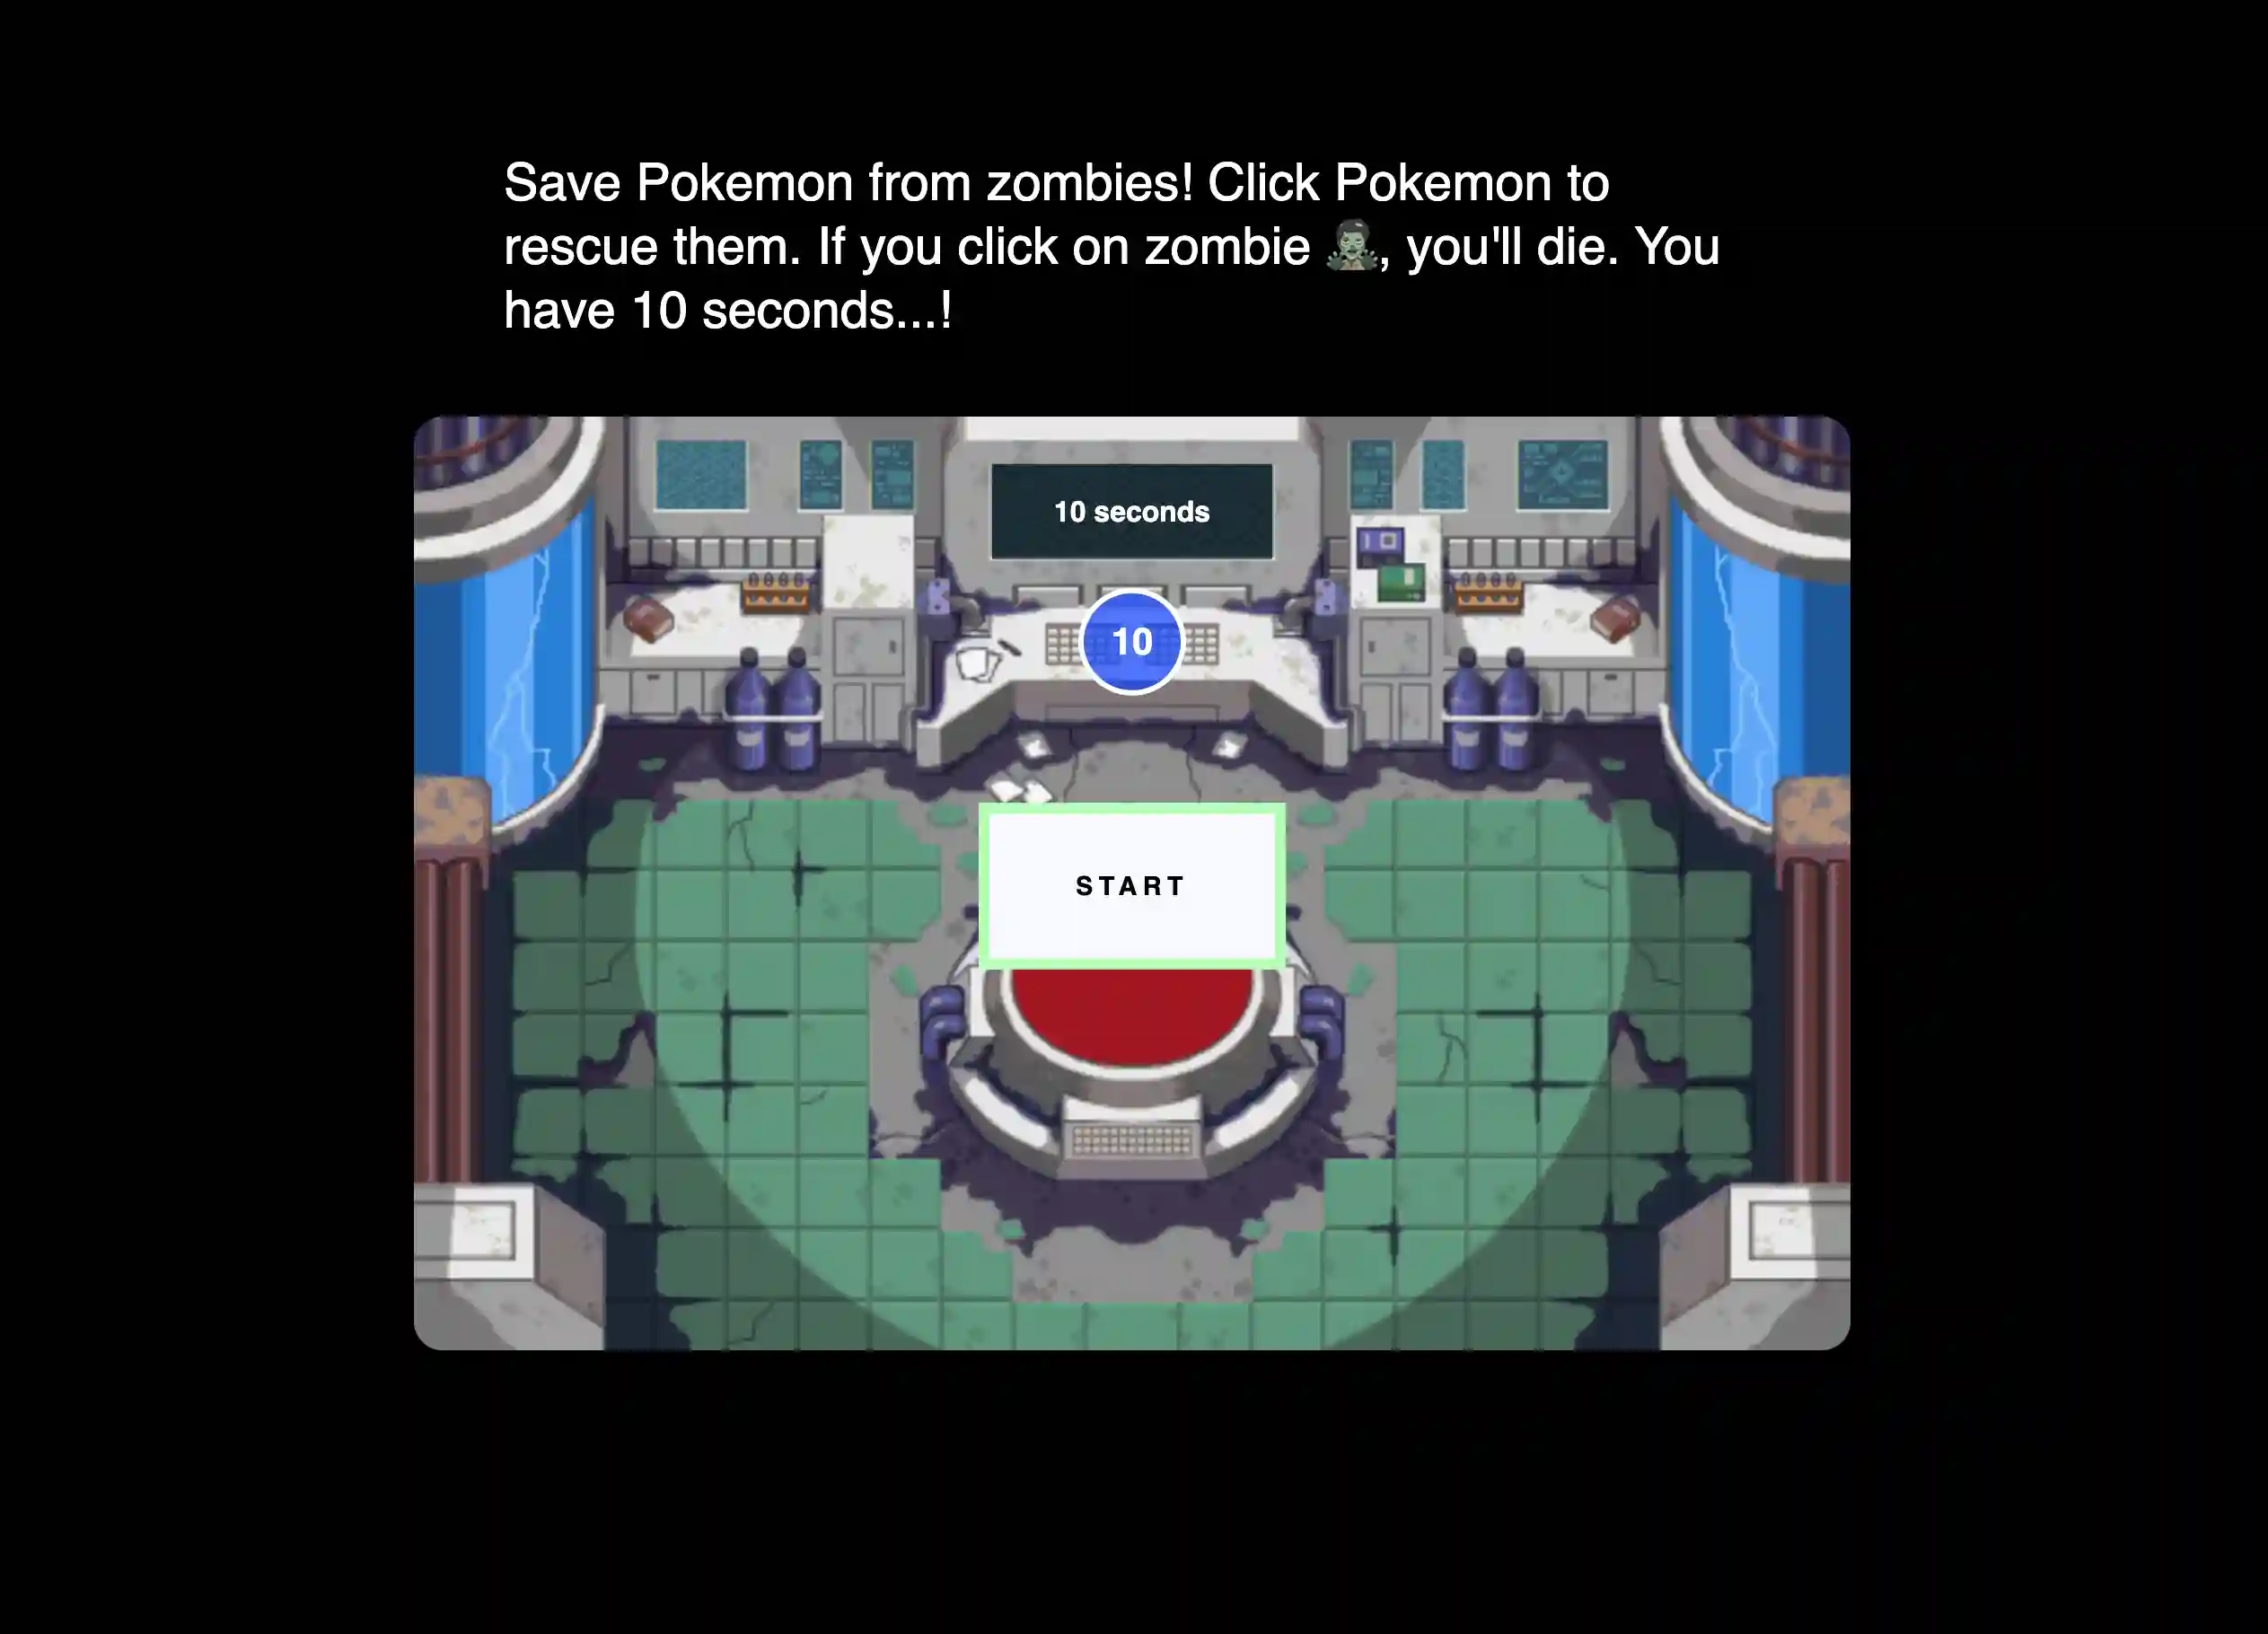 Save Pokemon from zombies! Click Pokemon to
rescue them. If you click on zombie 🧟‍♂️, you'll die. You
have 10 seconds...!
10 seconds
10
START